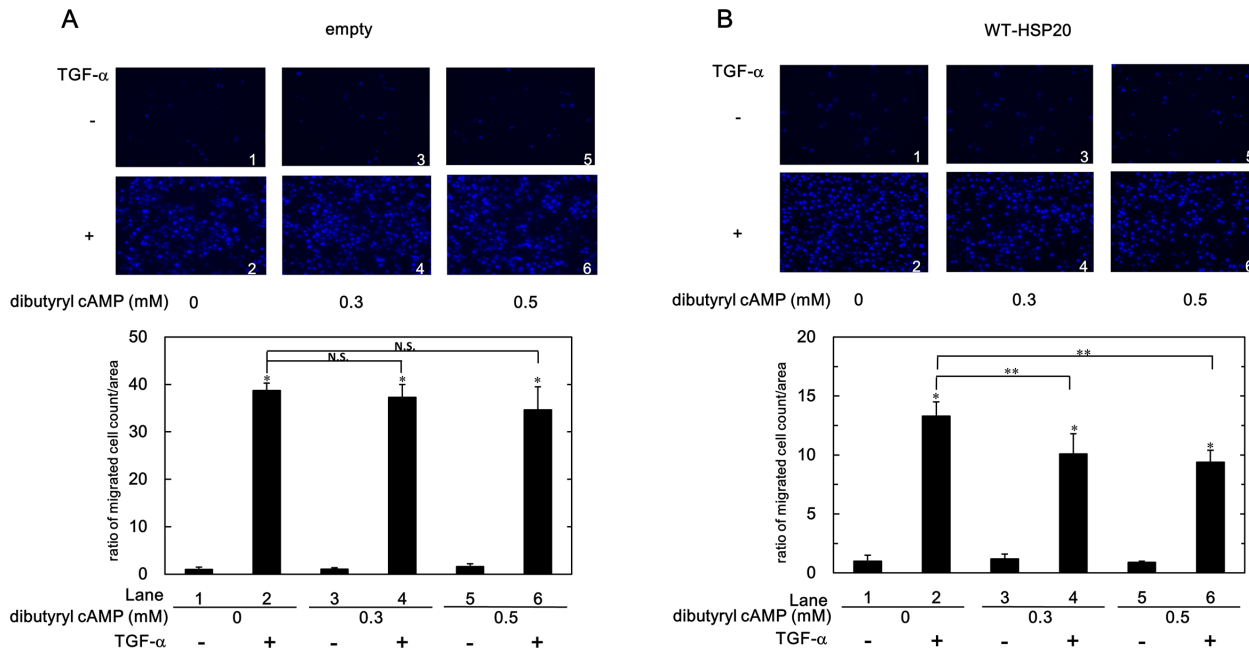 A
empty
TGF-α
-
1
3
5
+
2
4
6
dibutyryl cAMP (mM) 0 0.3 0.5
50
40
30
20
10
0
ratio of migrated cell count/area
N.S.
N.S.
* * *
Lane 1 2 3 4 5 6
dibutyryl cAMP (mM) 0 0.3 0.5
TGF-α - + - + - +
B
WT-HSP20
TGF-α
-
1
3
5
+
2
4
6
dibutyryl cAMP (mM) 0 0.3 0.5
20
15
10
5
0
ratio of migrated cell count/area
**
**
* * *
Lane 1 2 3 4 5 6
dibutyryl cAMP (mM) 0 0.3 0.5
TGF-α - + - + - +